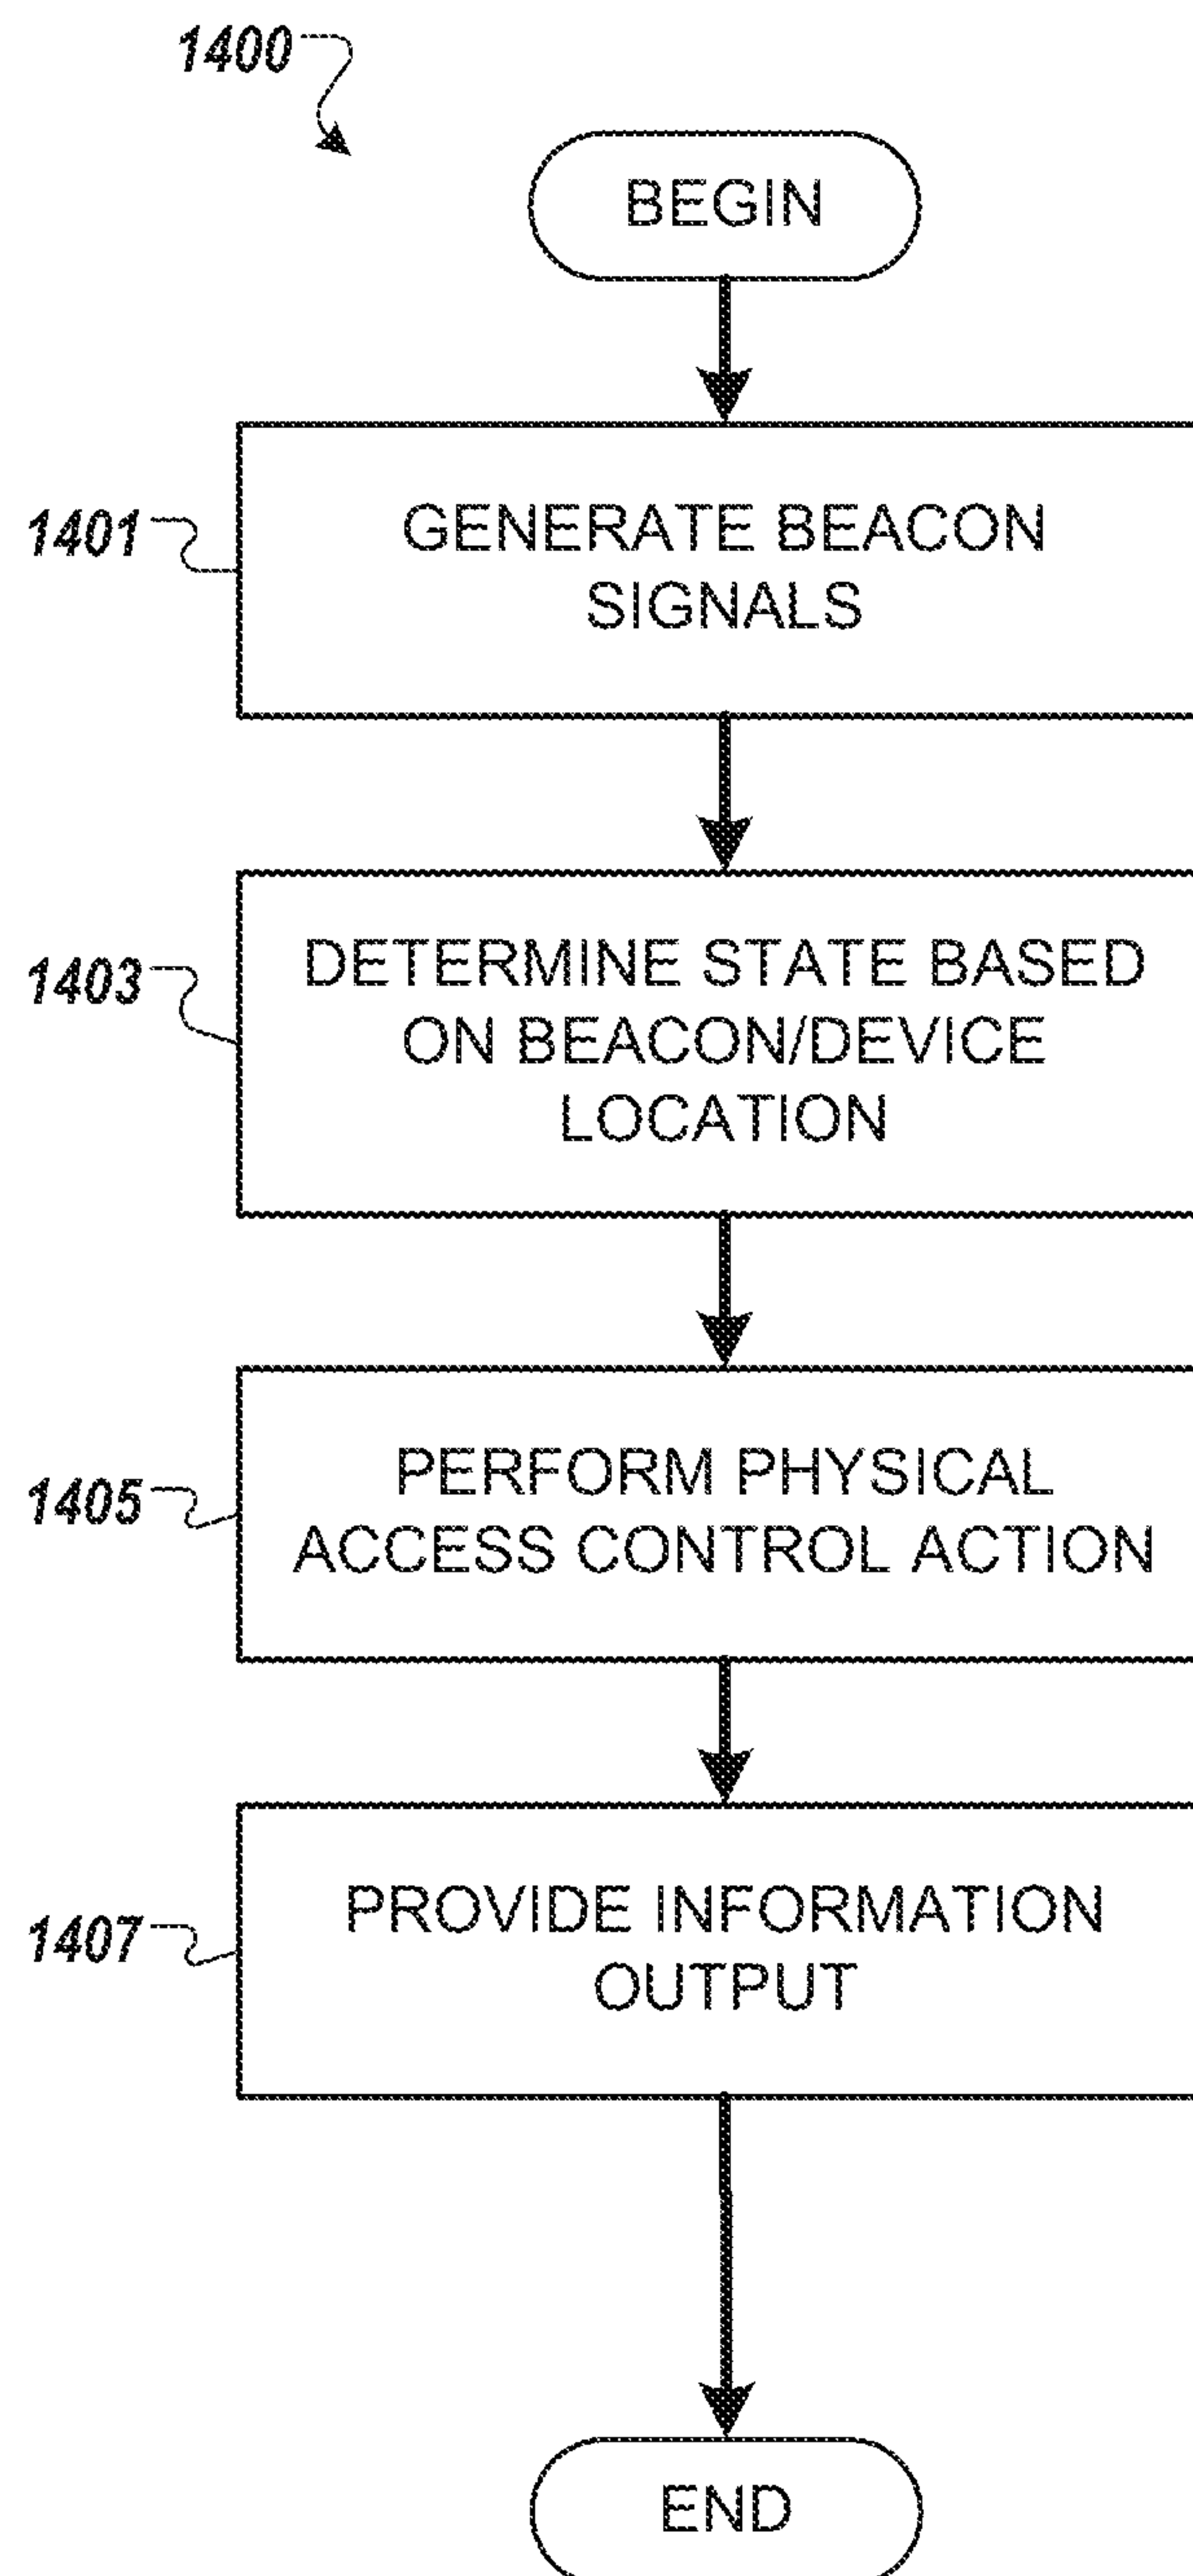 1400
BEGIN
1401
GENERATE BEACON
SIGNALS
1403
DETERMINE STATE BASED
ON BEACON/DEVICE
LOCATION
1405
PERFORM PHYSICAL
ACCESS CONTROL ACTION
1407
PROVIDE INFORMATION
OUTPUT
END